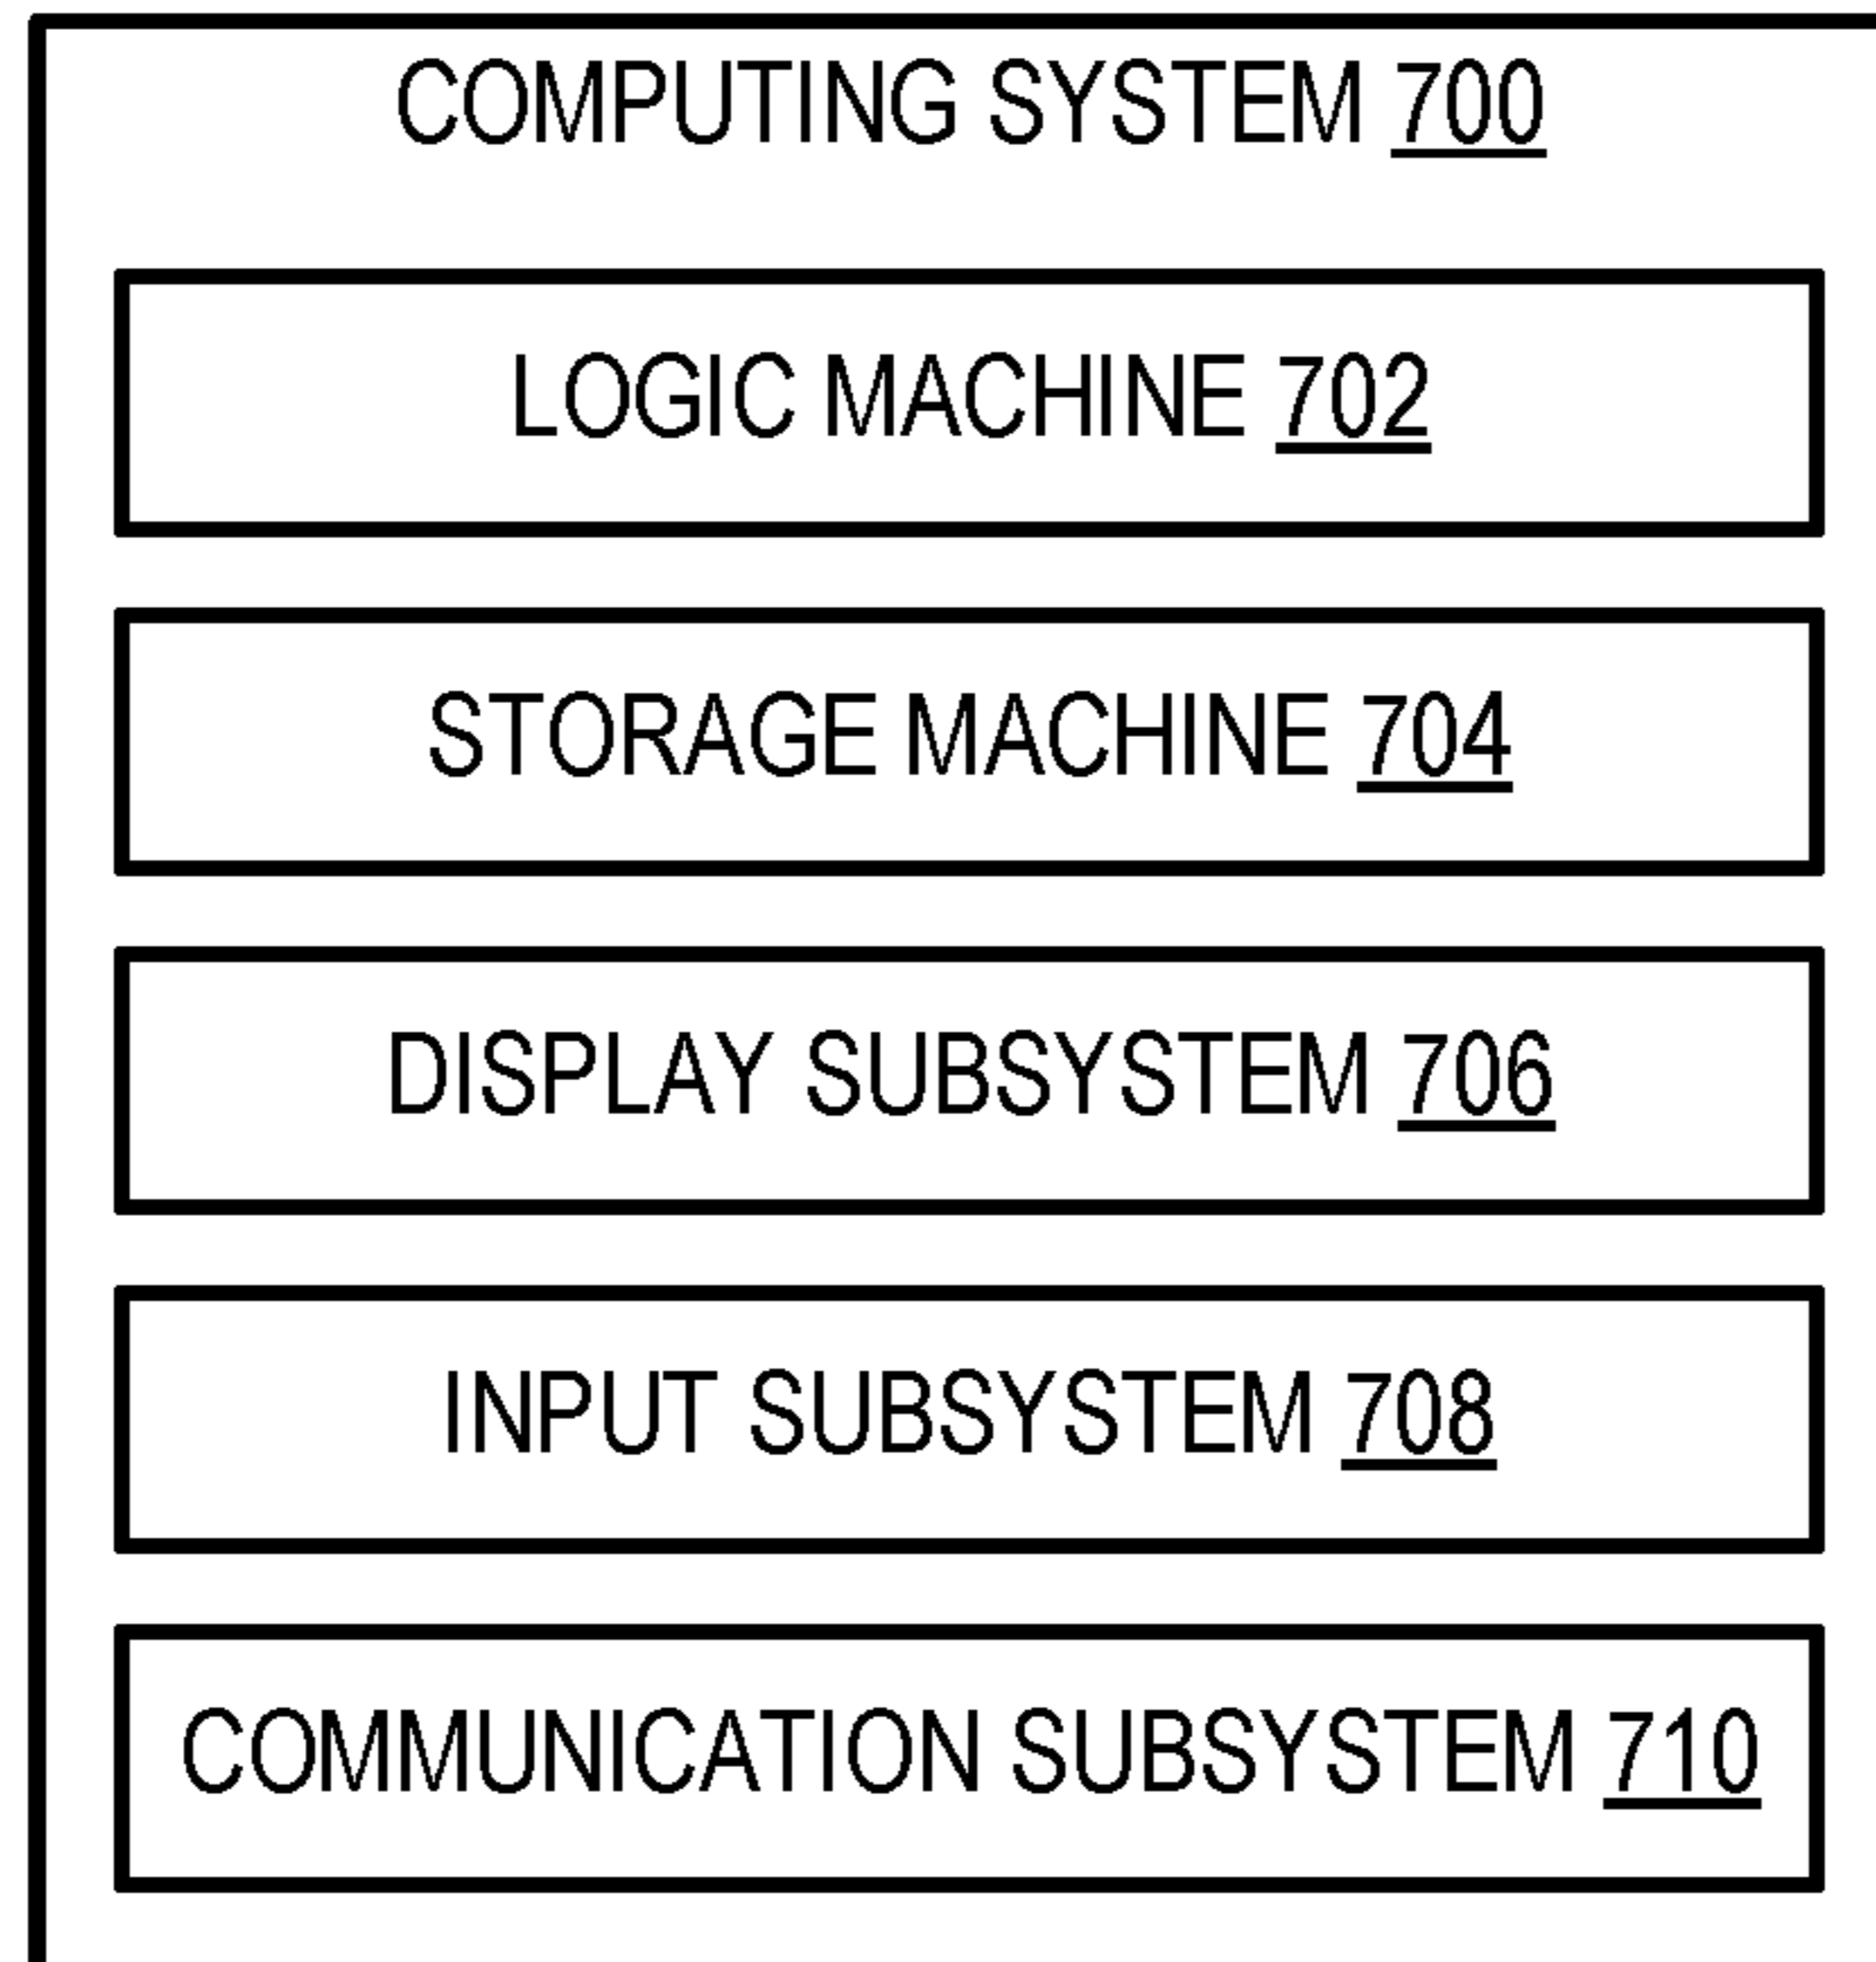 COMPUTING SYSTEM 700
LOGIC MACHINE 702
STORAGE MACHINE 704
DISPLAY SUBSYSTEM 706
INPUT SUBSYSTEM 708
COMMUNICATION SUBSYSTEM 710